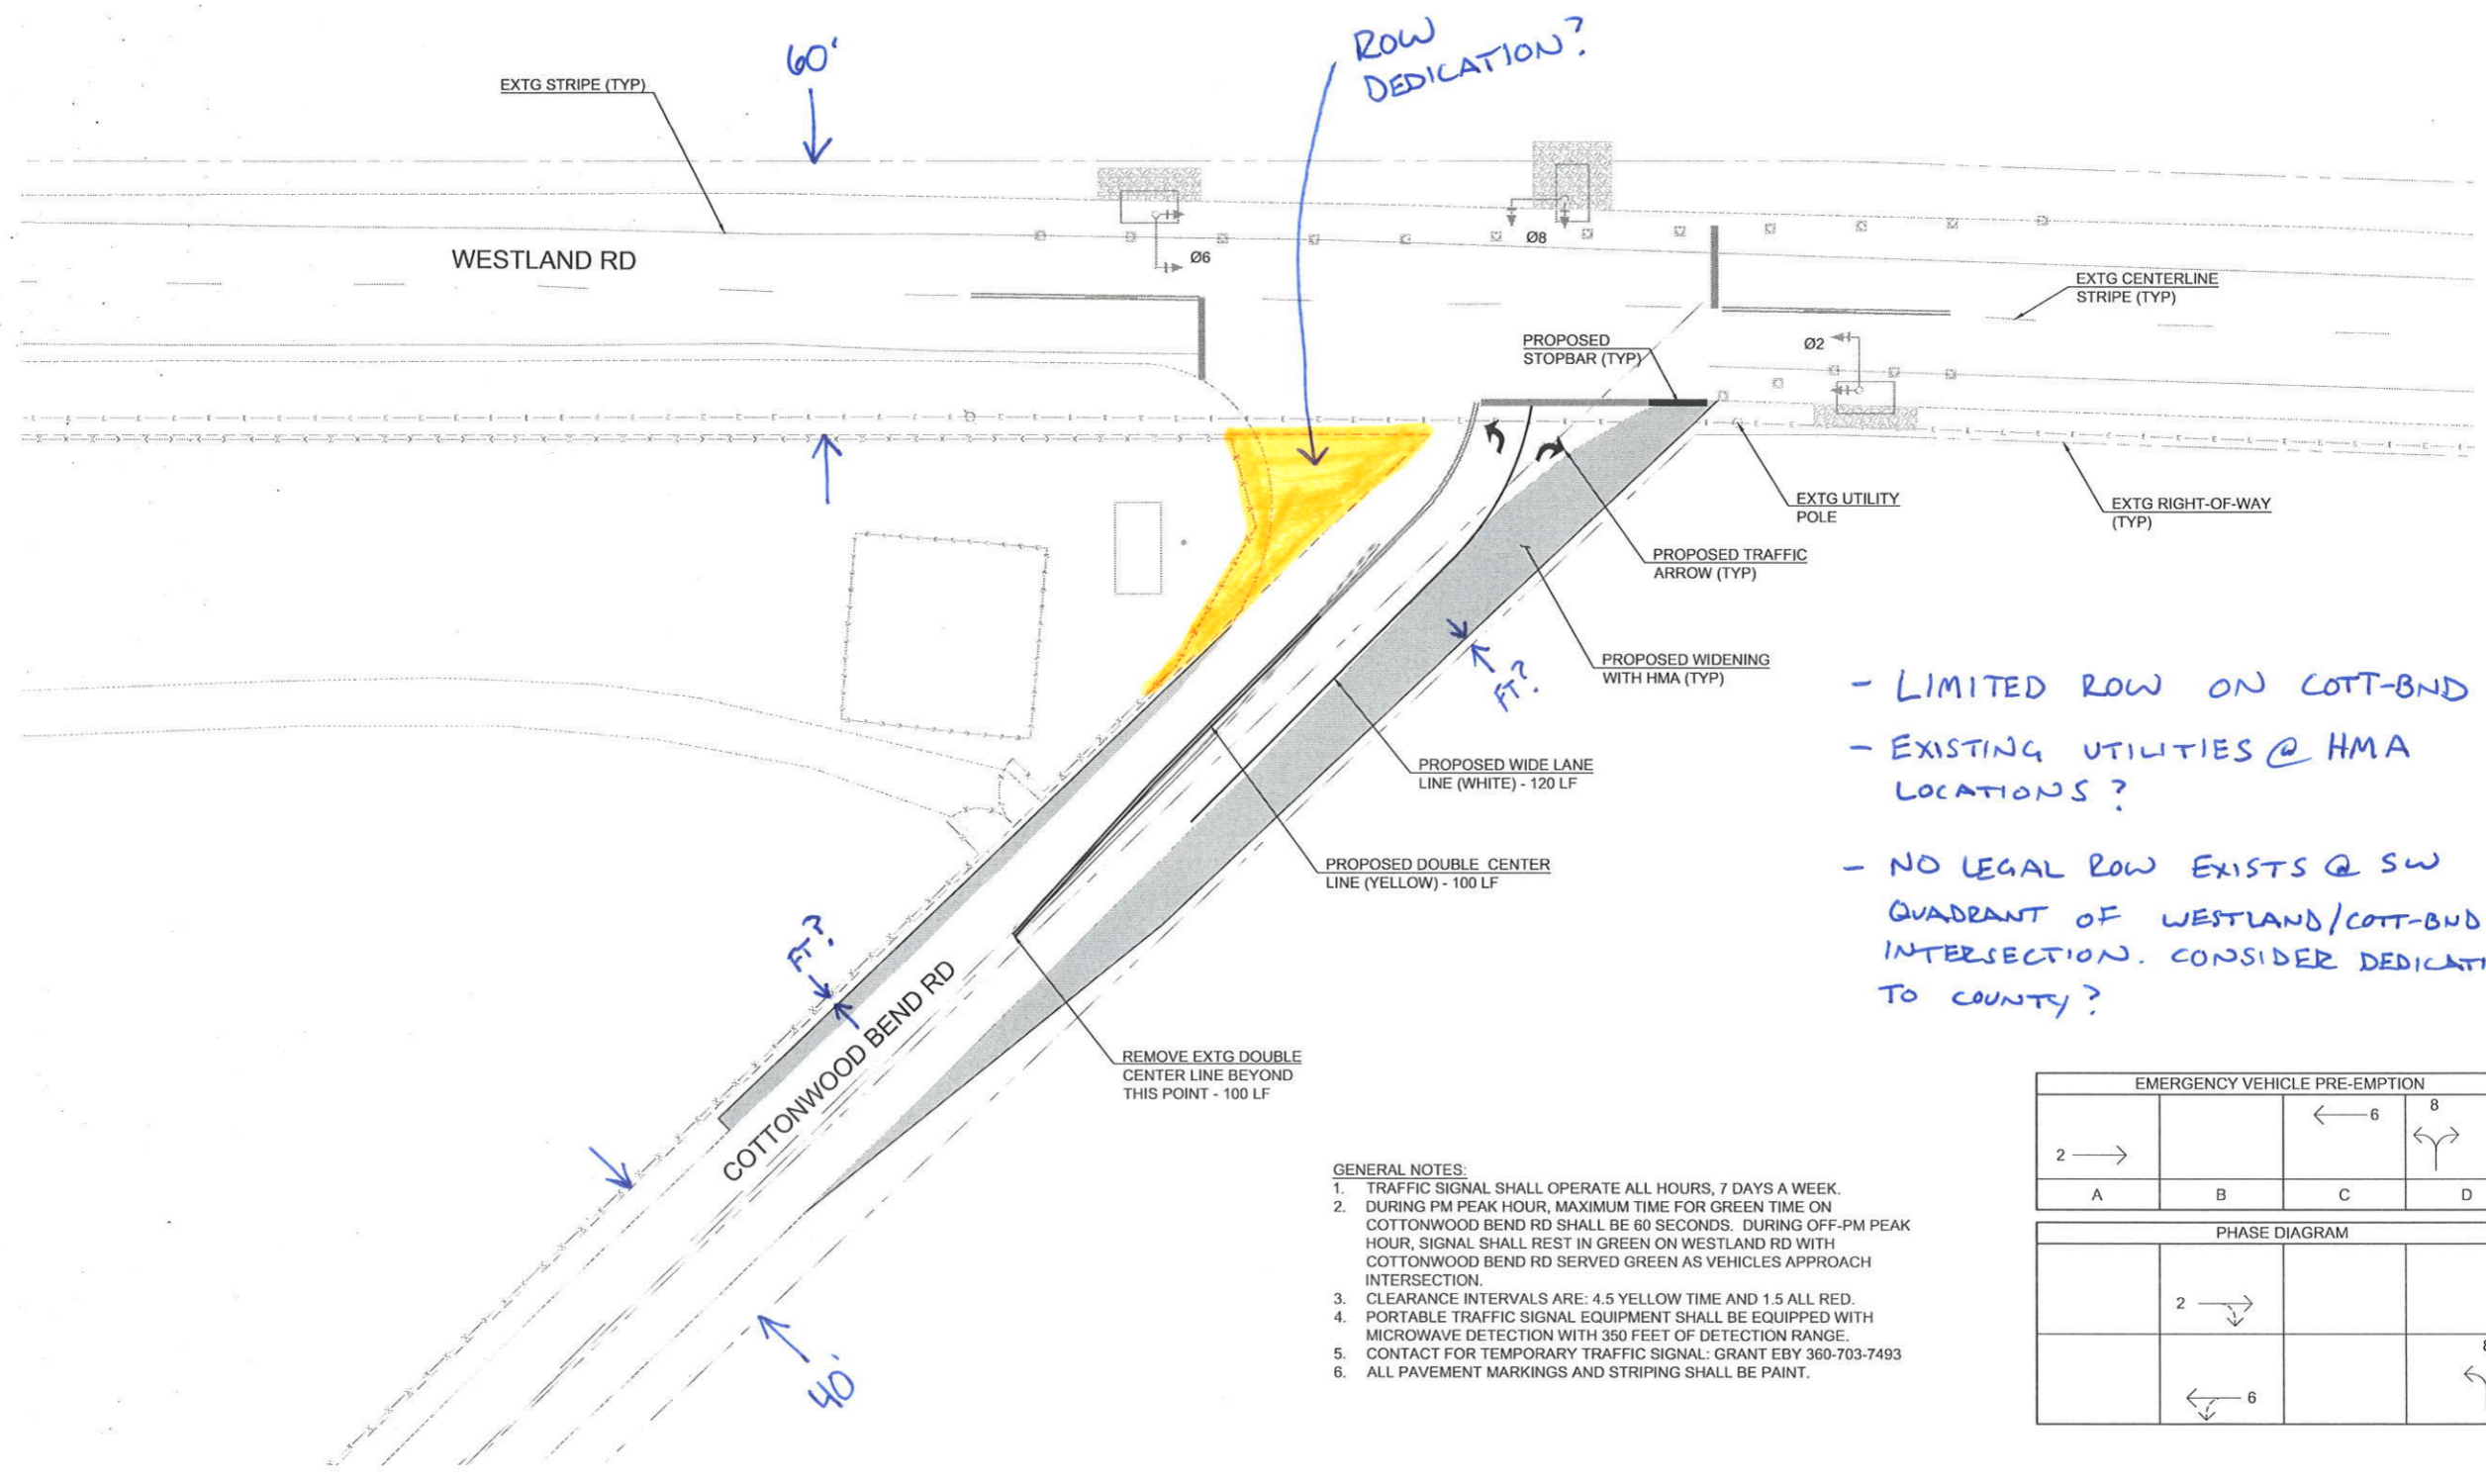 60'
ROW
DEDICATION?
EXTG STRIPE (TYP)
WESTLAND RD
Ø6
Ø8
EXTG CENTERLINE
STRIPE (TYP)
PROPOSED
STOPBAR (TYP)
Ø2
EXTG UTILITY
POLE
EXTG RIGHT-OF-WAY
(TYP)
PROPOSED TRAFFIC
ARROW (TYP)
PROPOSED WIDENING
WITH HMA (TYP)
FT?
PROPOSED WIDE LANE
LINE (WHITE) - 120 LF
PROPOSED DOUBLE CENTER
LINE (YELLOW) - 100 LF
FT?
COTTONWOOD BEND RD
REMOVE EXTG DOUBLE
CENTER LINE BEYOND
THIS POINT - 100 LF
40'
- LIMITED ROW ON COTT-BND
- EXISTING UTILITIES @ HMA
LOCATIONS?
- NO LEGAL ROW EXISTS @ SW
QUADRANT OF WESTLAND/COTT-BND
INTERSECTION. CONSIDER DEDICATI
TO COUNTY?
GENERAL NOTES:
1. TRAFFIC SIGNAL SHALL OPERATE ALL HOURS, 7 DAYS A WEEK.
2. DURING PM PEAK HOUR, MAXIMUM TIME FOR GREEN TIME ON
COTTONWOOD BEND RD SHALL BE 60 SECONDS. DURING OFF-PM PEAK
HOUR, SIGNAL SHALL REST IN GREEN ON WESTLAND RD WITH
COTTONWOOD BEND RD SERVED GREEN AS VEHICLES APPROACH
INTERSECTION.
3. CLEARANCE INTERVALS ARE: 4.5 YELLOW TIME AND 1.5 ALL RED.
4. PORTABLE TRAFFIC SIGNAL EQUIPMENT SHALL BE EQUIPPED WITH
MICROWAVE DETECTION WITH 350 FEET OF DETECTION RANGE.
5. CONTACT FOR TEMPORARY TRAFFIC SIGNAL: GRANT EBY 360-703-7493
6. ALL PAVEMENT MARKINGS AND STRIPING SHALL BE PAINT.
EMERGENCY VEHICLE PRE-EMPTION
2
6
8
A B C D
PHASE DIAGRAM
2
6